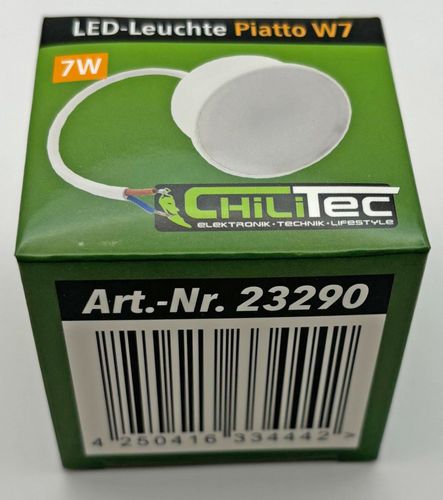 LED-Leuchte Piatto W7
7W
CHiLiTEC
ELEKTRONIK · TECHNIK · LIFESTYLE
Art.-Nr. 23290
4 250416 334442 >